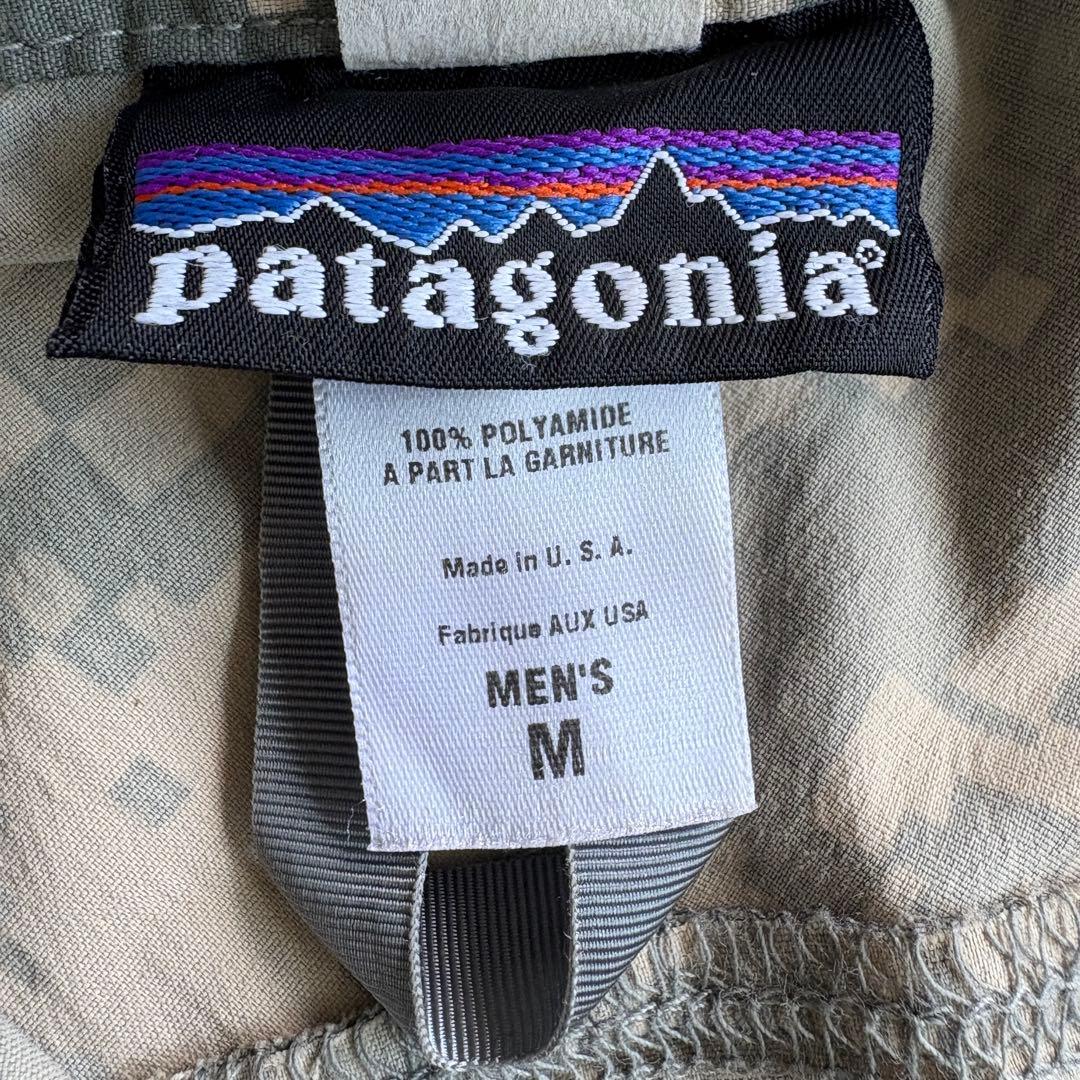 patagonia®
100% POLYAMIDE
A PART LA GARNITURE
Made in U. S. A.
Fabrique AUX USA
MEN'S
M